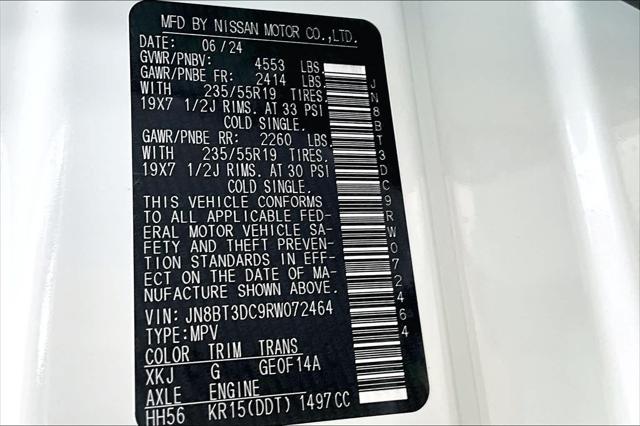 MFD BY NISSAN MOTOR CO.,LTD.
DATE: 06/24
GVWR/PNBV: 4553 LBS
GAWR/PNBE FR: 2414 LBS.
WITH 235/55R19 TIRES.
19X7 1/2J RIMS. AT 33 PSI
COLD SINGLE.
GAWR/PNBE RR: 2260 LBS.
WITH 235/55R19 TIRES.
19X7 1/2J RIMS. AT 30 PSI
COLD SINGLE.
THIS VEHICLE CONFORMS
TO ALL APPLICABLE FED-
ERAL MOTOR VEHICLE SA-
FETY AND THEFT PREVEN-
TION STANDARDS IN EFF-
ECT ON THE DATE OF MA-
NUFACTURE SHOWN ABOVE.
VIN: JN8BT3DC9RW072464
TYPE:MPV
COLOR TRIM TRANS
XKJ G GEOF14A
AXLE ENGINE
HH56 KR15(DDT) 1497CC
JN8BT3DC9RW072464